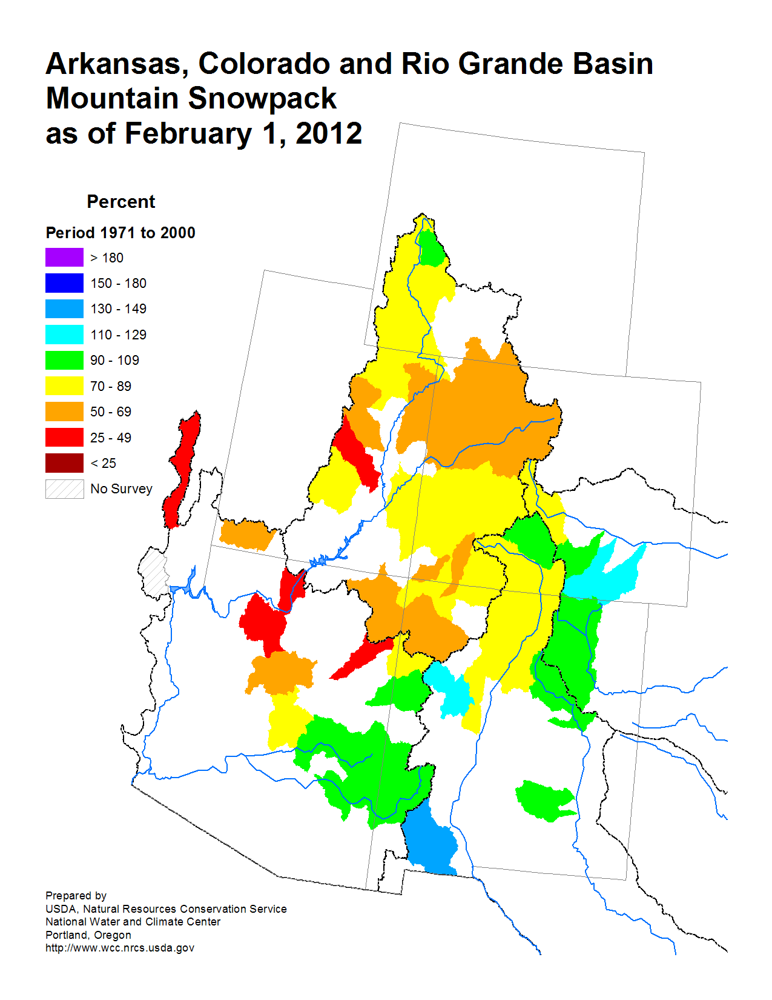 Arkansas, Colorado and Rio Grande Basin
Mountain Snowpack
as of February 1, 2012
Percent
Period 1971 to 2000
> 180
150 - 180
130 - 149
110 - 129
90 - 109
70 - 89
50 - 69
25 - 49
< 25
No Survey
Prepared by
USDA, Natural Resources Conservation Service
National Water and Climate Center
Portland, Oregon
http://www.wcc.nrcs.usda.gov